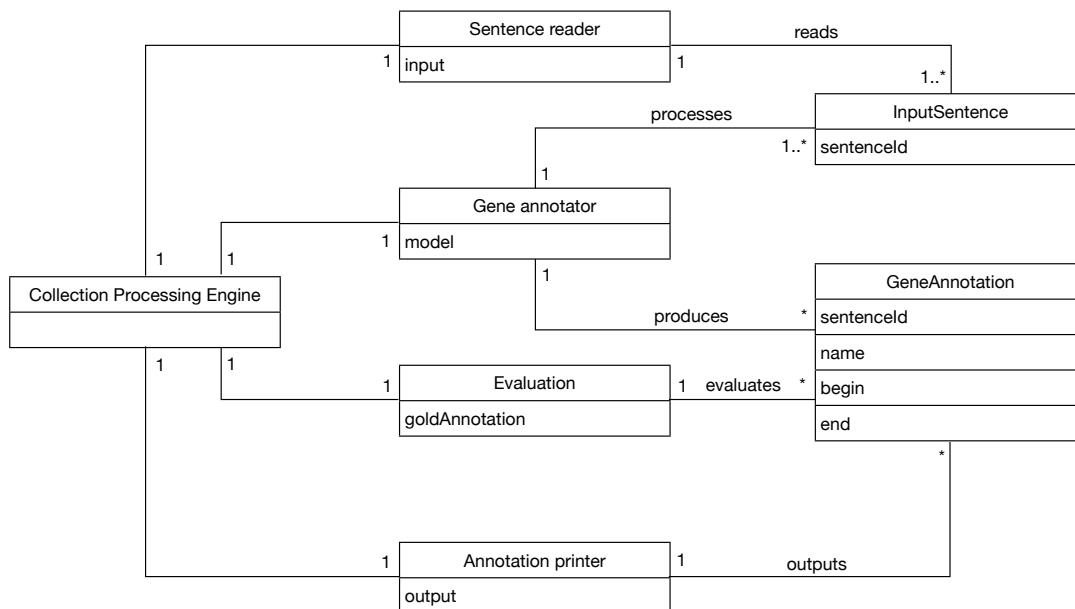 Sentence reader
input
1
1
reads
1..*
InputSentence
sentenceId
processes
1..*
1
Gene annotator
model
1
1
1
1
Collection Processing Engine
GeneAnnotation
sentenceId
name
begin
end
produces
*
1
1
1
Evaluation
goldAnnotation
1
evaluates
*
*
1
Annotation printer
output
1
outputs